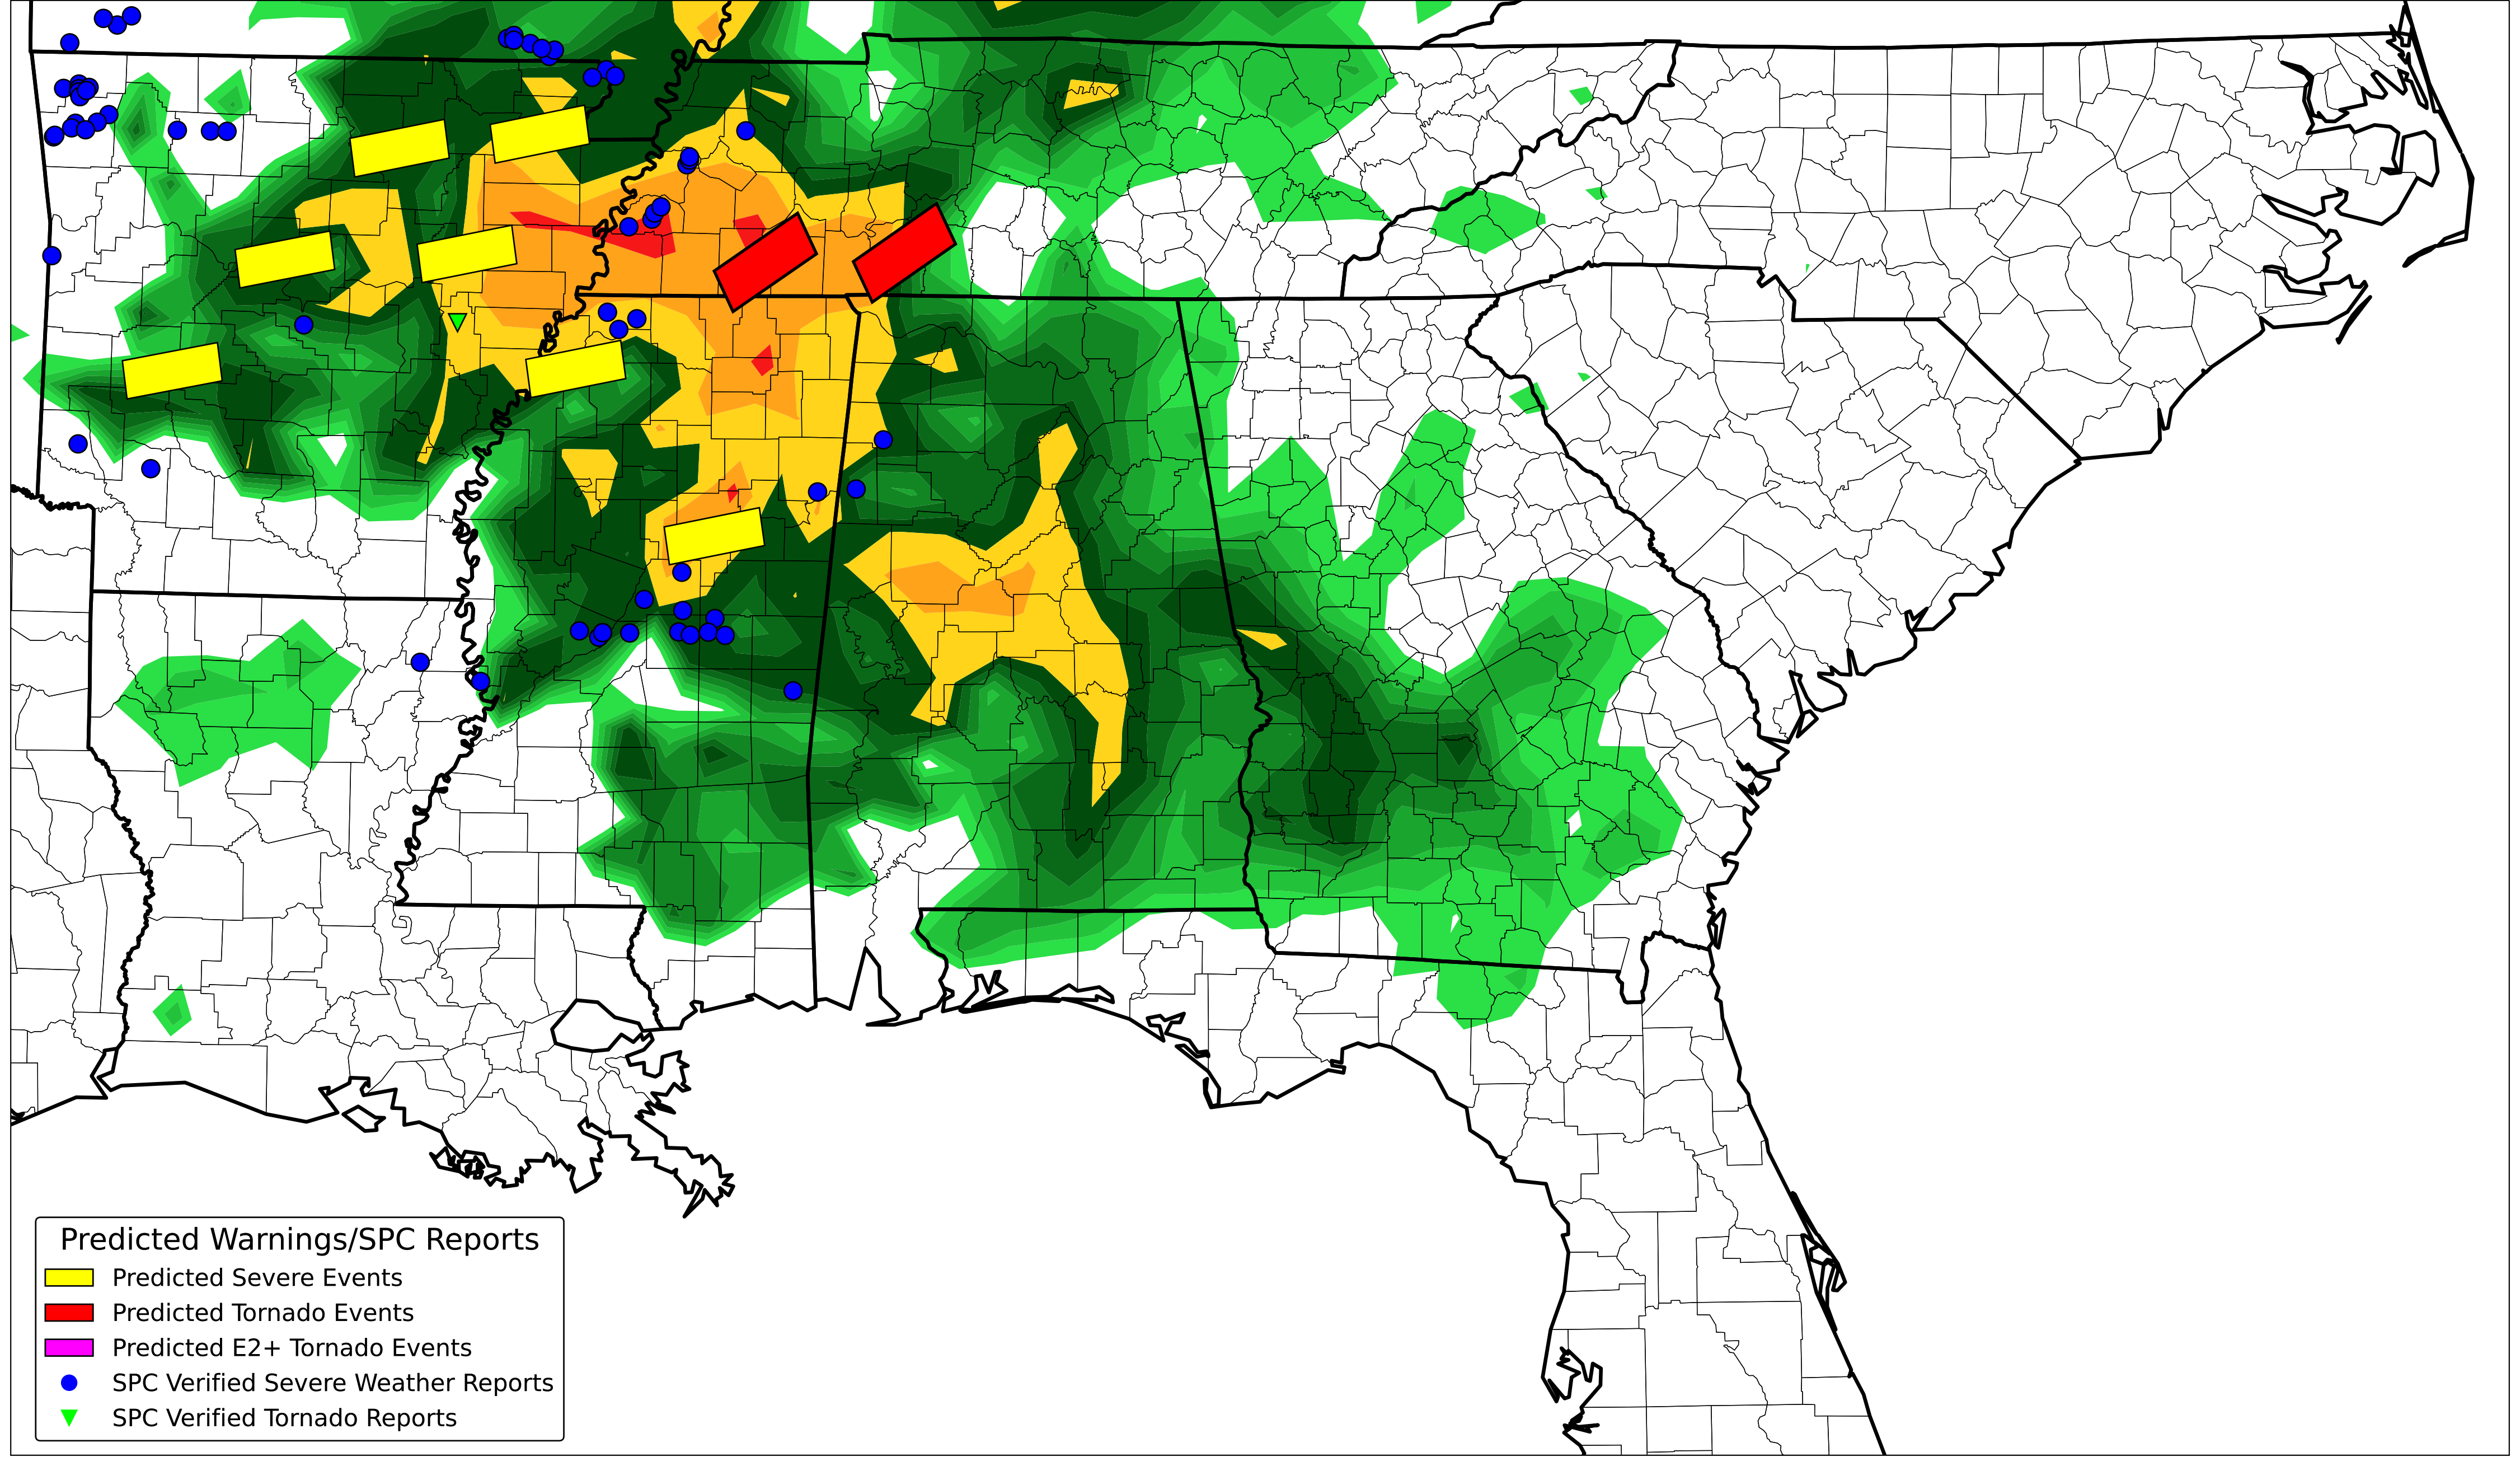 Predicted Warnings/SPC Reports
Predicted Severe Events
Predicted Tornado Events
Predicted E2+ Tornado Events
SPC Verified Severe Weather Reports
SPC Verified Tornado Reports